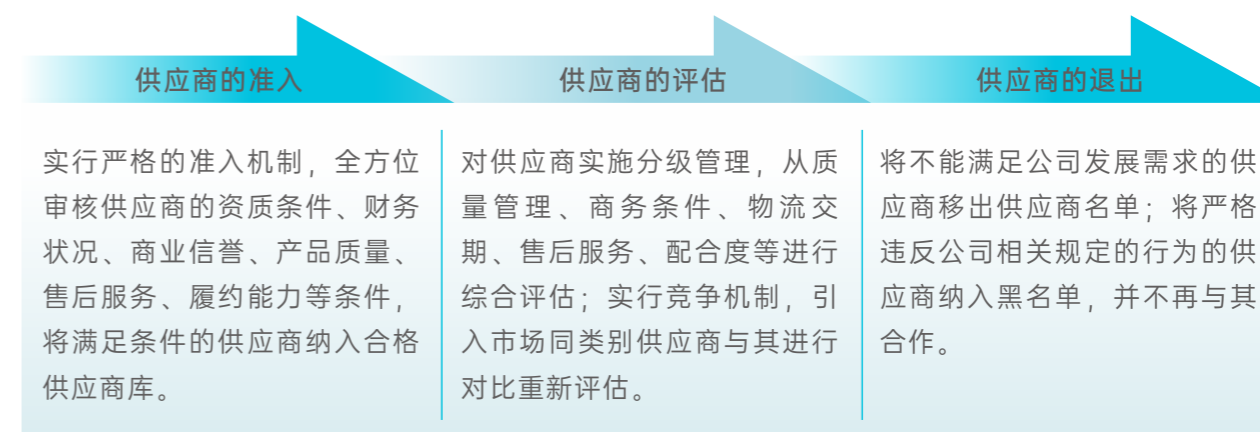 供应商的准入
实行严格的准入机制，全方位
审核供应商的资质条件、财务
状况、商业信誉、产品质量、
售后服务、履约能力等条件，
将满足条件的供应商纳入合格
供应商库。
供应商的评估
对供应商实施分级管理，从质
量管理、商务条件、物流交
期、售后服务、配合度等进行
综合评估；实行竞争机制，引
入市场同类别供应商与其进行
对比重新评估。
供应商的退出
将不能满足公司发展需求的供
应商移出供应商名单；将严格
违反公司相关规定的行为的供
应商纳入黑名单，并不再与其
合作。